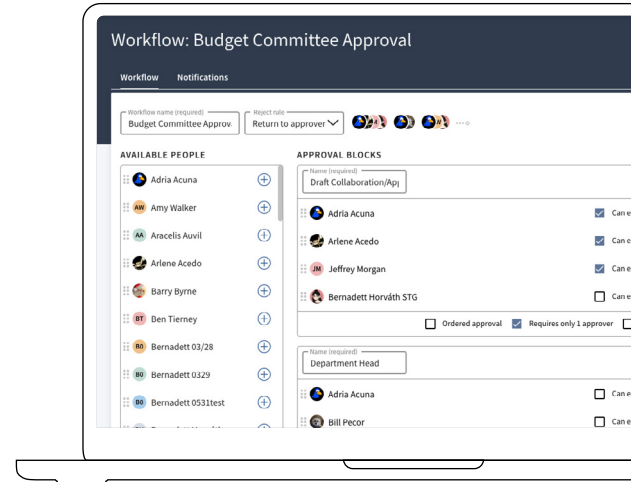 Workflow: Budget Committee Approval
Workflow Notifications
Workflow name (required) Reject rule
Budget Committee Approv Return to approver
AVAILABLE PEOPLE
Adria Acuna
AW Amy Walker
AA Aracelis Auvil
Arlene Acedo
Barry Byrne
BT Ben Tierney
B0 Bernadett 03/28
B0 Bernadett 0329
B0 Bernadett 0531test
APPROVAL BLOCKS
Name (required)
Draft Collaboration/Ap
Adria Acuna Can e
Arlene Acedo Can e
JM Jeffrey Morgan Can e
Bernadett Horváth STG Can e
Ordered approval Requires only 1 approver
Name (required)
Department Head
Adria Acuna Can e
Bill Pecor Can e